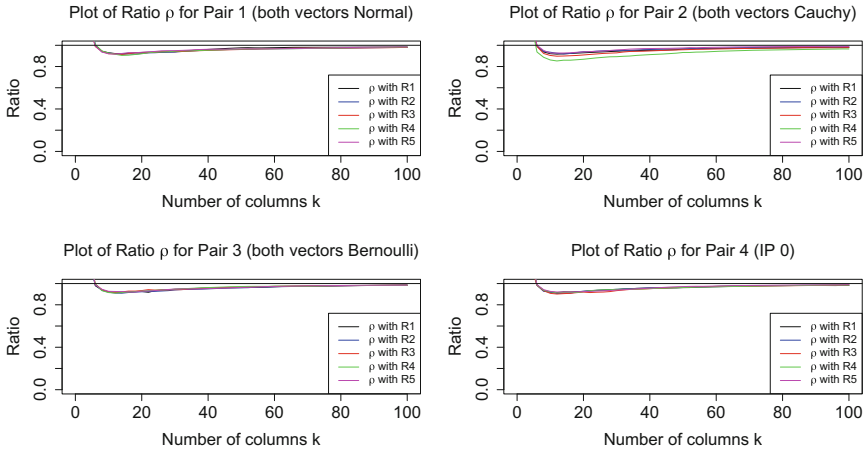 Plot of Ratio ρ for Pair 1 (both vectors Normal)
Ratio
0.0 0.4 0.8
ρ with R1
ρ with R2
ρ with R3
ρ with R4
ρ with R5
0 20 40 60 80 100
Number of columns k
Plot of Ratio ρ for Pair 2 (both vectors Cauchy)
Ratio
0.0 0.4 0.8
ρ with R1
ρ with R2
ρ with R3
ρ with R4
ρ with R5
0 20 40 60 80 100
Number of columns k
Plot of Ratio ρ for Pair 3 (both vectors Bernoulli)
Ratio
0.0 0.4 0.8
ρ with R1
ρ with R2
ρ with R3
ρ with R4
ρ with R5
0 20 40 60 80 100
Number of columns k
Plot of Ratio ρ for Pair 4 (IP 0)
Ratio
0.0 0.4 0.8
ρ with R1
ρ with R2
ρ with R3
ρ with R4
ρ with R5
0 20 40 60 80 100
Number of columns k